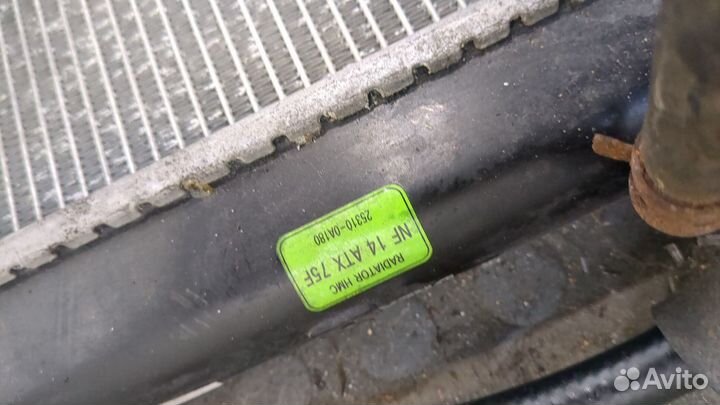 RADIATOR HMC
NF 14 ATX 75F
25310-0A180
Avito